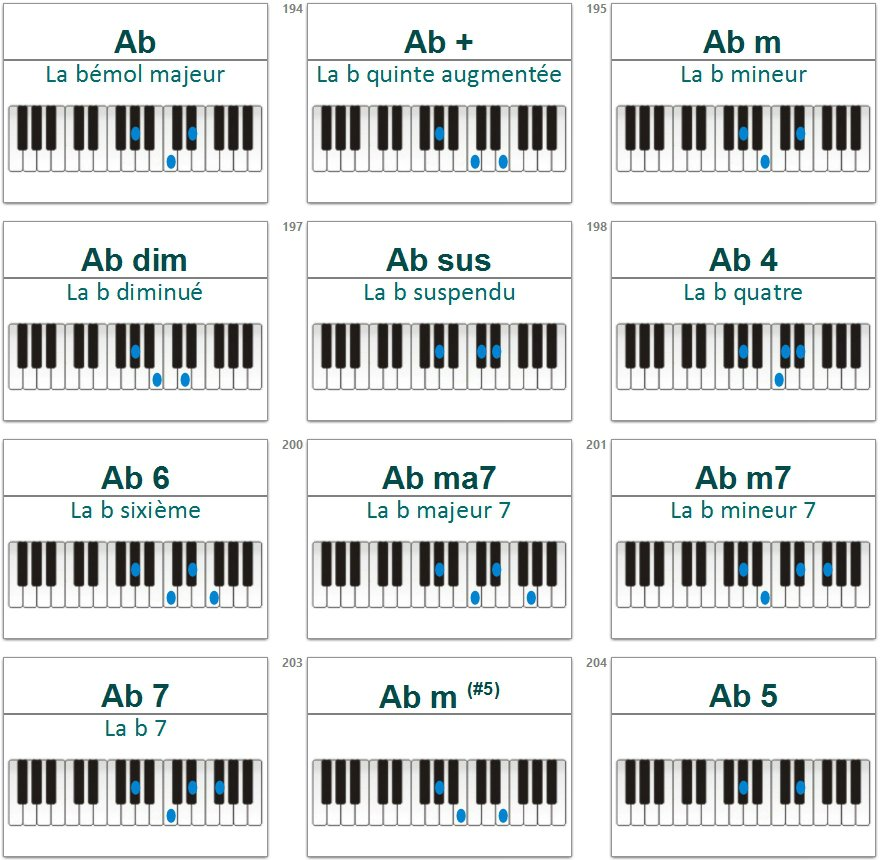 194
195
Ab
Ab +
Ab m
La bémol majeur
La b quinte augmentée
La b mineur
197
198
Ab dim
Ab sus
Ab 4
La b diminué
La b suspendu
La b quatre
200
201
Ab 6
Ab ma7
Ab m7
La b sixième
La b majeur 7
La b mineur 7
203
204
Ab 7
Ab m (#5)
Ab 5
La b 7